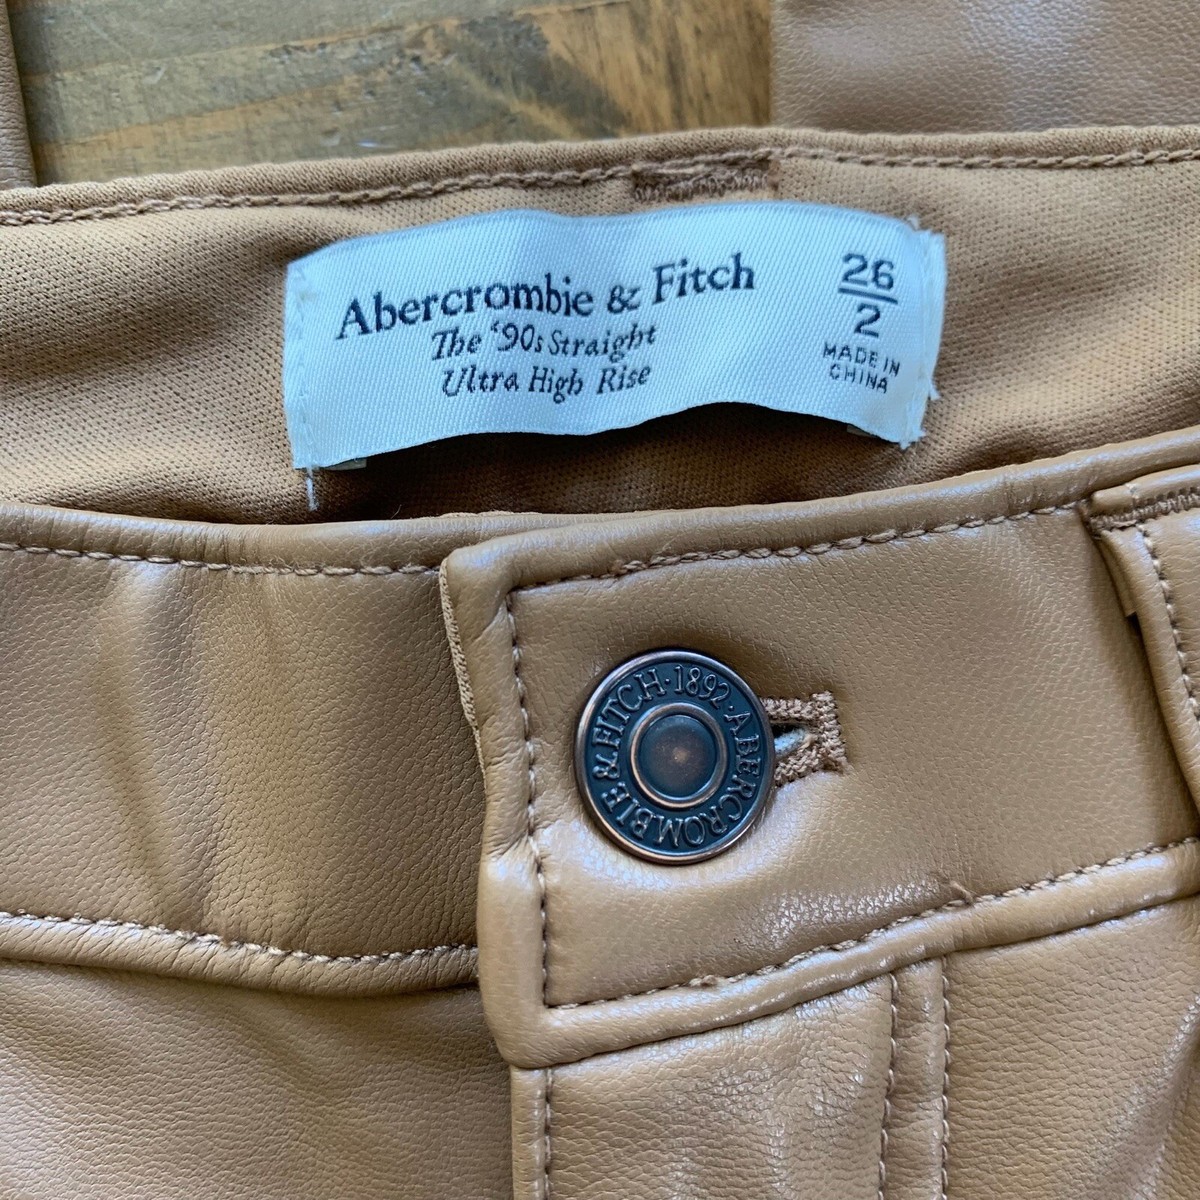 Abercrombie & Fitch
The '90s Straight
Ultra High Rise
26
2
MADE IN
CHINA
ABERCROMBIE & FITCH · 1892 ·